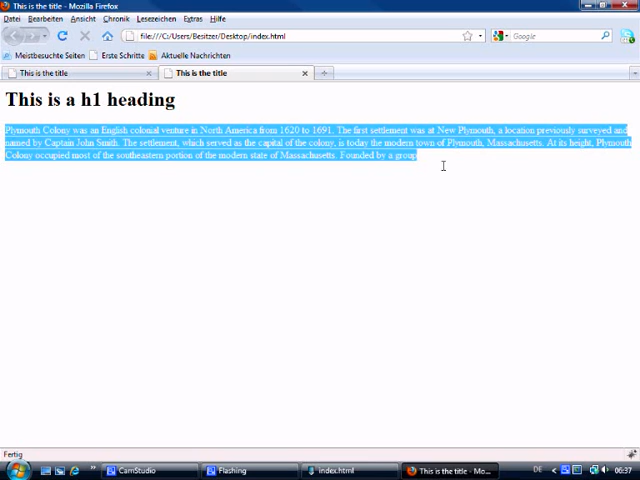 This is the title - Mozilla Firefox
Datei Bearbeiten Ansicht Chronik Lesezeichen Extras Hilfe
file:///C:/Users/Besitzer/Desktop/index.html Google
Meistbesuchte Seiten Erste Schritte Aktuelle Nachrichten
This is the title This is the title
This is a h1 heading
Plymouth Colony was an English colonial venture in North America from 1620 to 1691. The first settlement was at New Plymouth, a location previously surveyed and
named by Captain John Smith. The settlement, which served as the capital of the colony, is today the modern town of Plymouth, Massachusetts. At its height, Plymouth
Colony occupied most of the southeastern portion of the modern state of Massachusetts. Founded by a group
Fertig
CamStudio Flashing index.html This is the title - Mo... DE 06:37